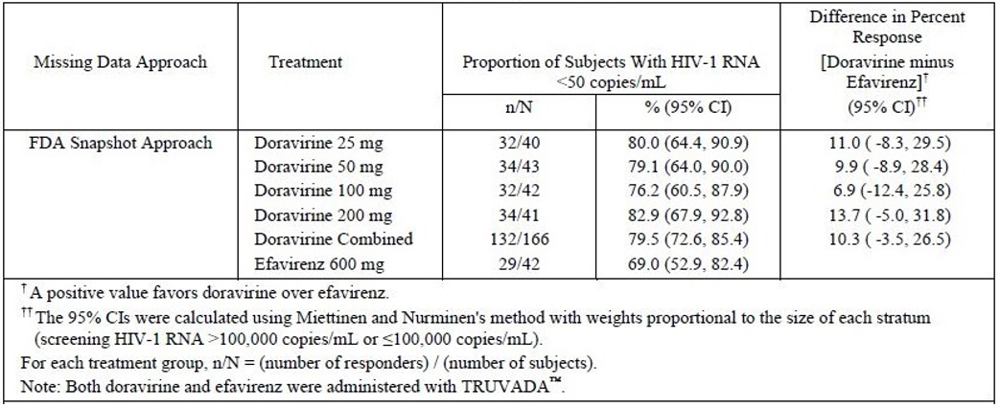 Missing Data Approach Treatment Proportion of Subjects With HIV-1 RNA <50 copies/mL Difference in Percent Response [Doravirine minus Efavirenz]† (95% CI)††
n/N % (95% CI)
FDA Snapshot Approach Doravirine 25 mg 32/40 80.0 (64.4, 90.9) 11.0 ( -8.3, 29.5)
Doravirine 50 mg 34/43 79.1 (64.0, 90.0) 9.9 ( -8.9, 28.4)
Doravirine 100 mg 32/42 76.2 (60.5, 87.9) 6.9 (-12.4, 25.8)
Doravirine 200 mg 34/41 82.9 (67.9, 92.8) 13.7 ( -5.0, 31.8)
Doravirine Combined 132/166 79.5 (72.6, 85.4) 10.3 ( -3.5, 26.5)
Efavirenz 600 mg 29/42 69.0 (52.9, 82.4)
† A positive value favors doravirine over efavirenz.
†† The 95% CIs were calculated using Miettinen and Nurminen's method with weights proportional to the size of each stratum
(screening HIV-1 RNA >100,000 copies/mL or ≤100,000 copies/mL).
For each treatment group, n/N = (number of responders) / (number of subjects).
Note: Both doravirine and efavirenz were administered with TRUVADA™.